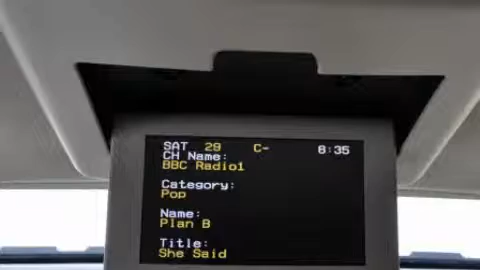 SAT 29 C- 8:35
CH Name:
BBC Radio1
Category:
Pop
Name:
Plan B
Title:
She Said